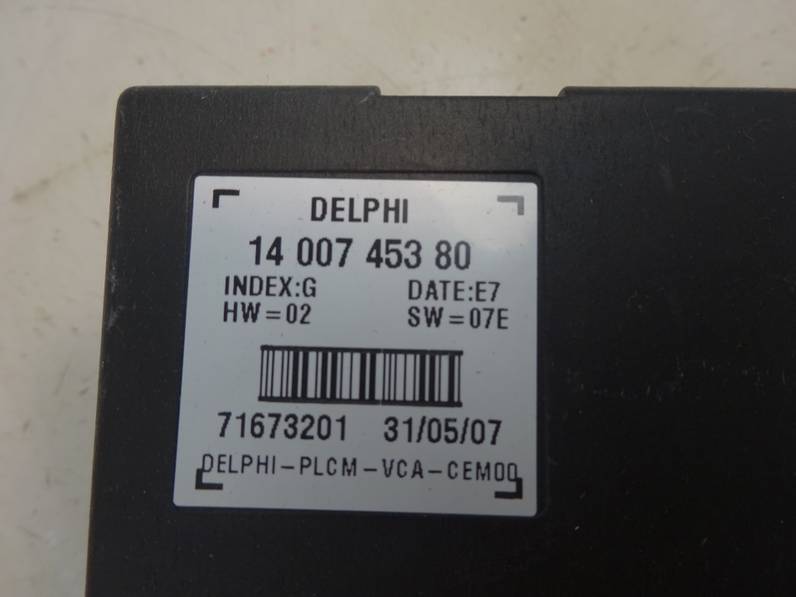 DELPHI
14 007 453 80
INDEX:G DATE:E7
HW=02 SW=07E
71673201 31/05/07
DELPHI-PLCM-VCA-CEM00